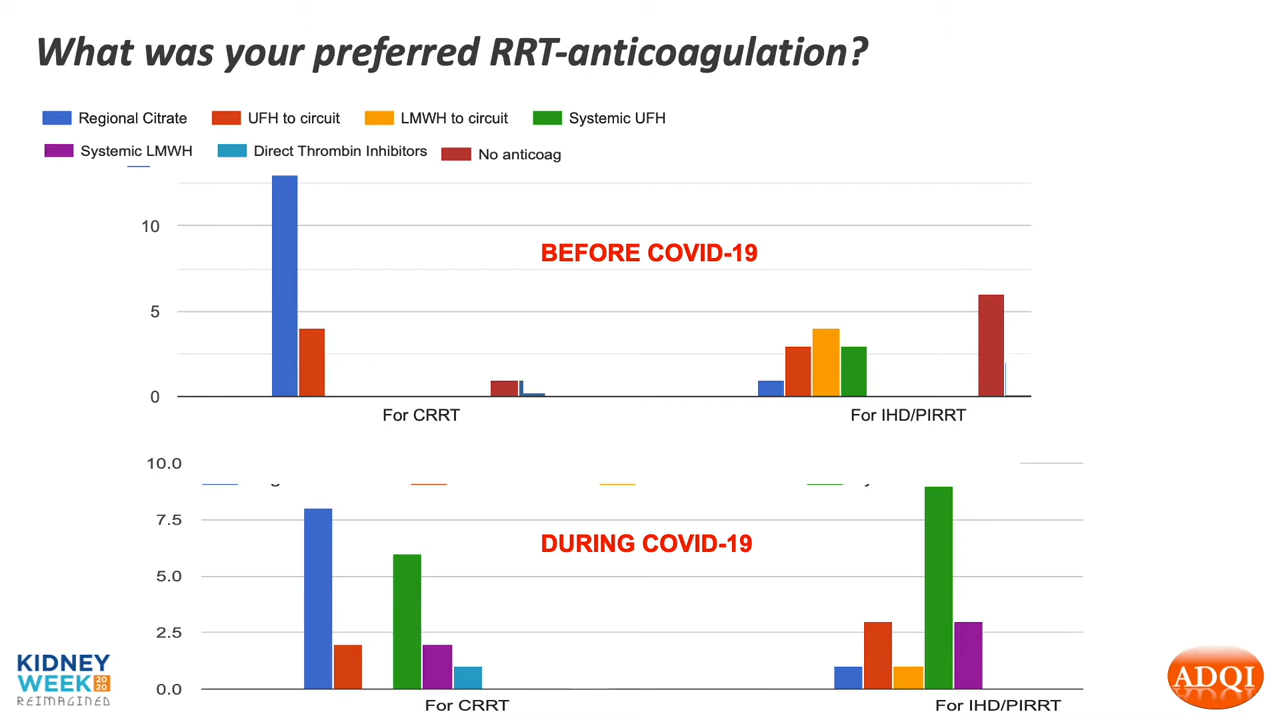 What was your preferred RRT-anticoagulation?
Regional Citrate UFH to circuit LMWH to circuit Systemic UFH
Systemic LMWH Direct Thrombin Inhibitors No anticoag
10
BEFORE COVID-19
5
0
For CRRT For IHD/PIRRT
10.0
7.5
DURING COVID-19
5.0
2.5
0.0
For CRRT For IHD/PIRRT
KIDNEY
WEEK 2020
REIMAGINED
ADQI